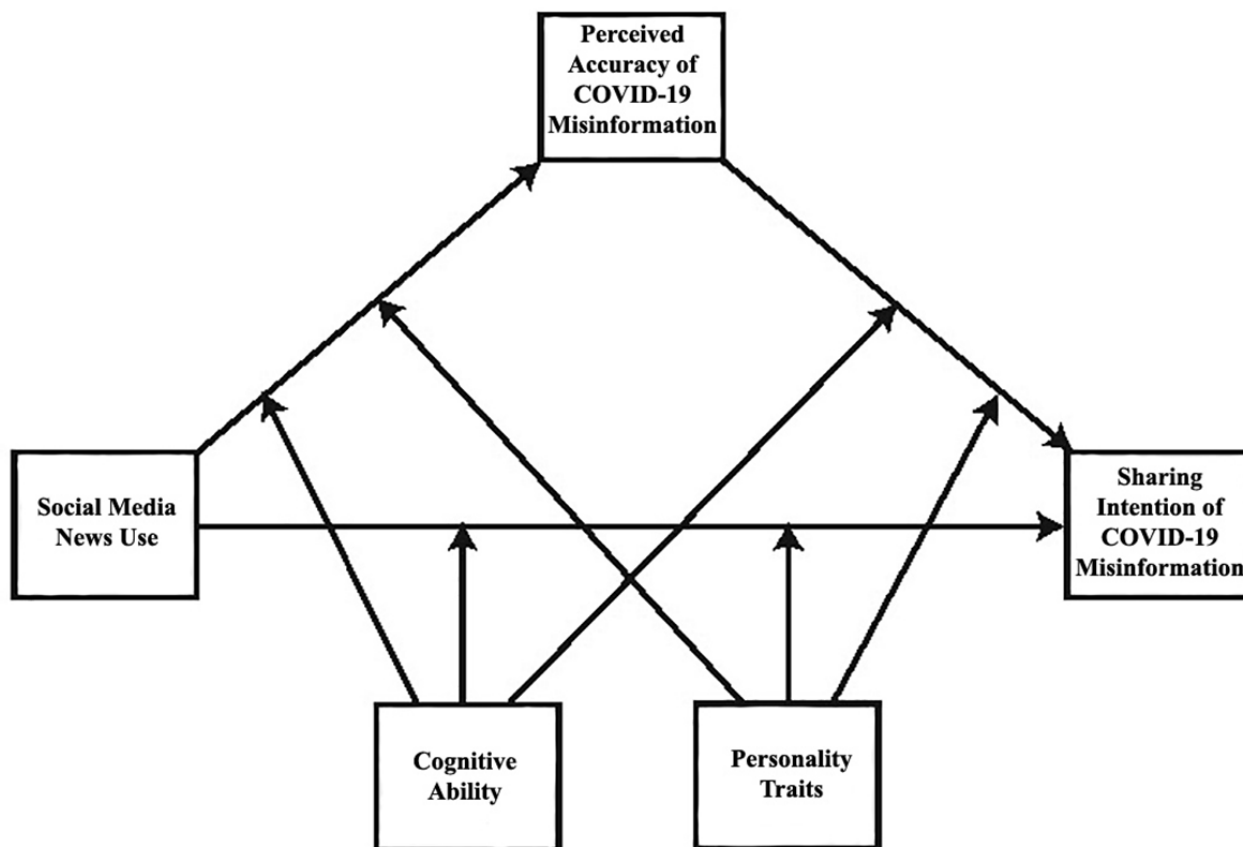 Perceived
Accuracy of
COVID-19
Misinformation
Social Media
News Use
Sharing
Intention of
COVID-19
Misinformation
Cognitive
Ability
Personality
Traits